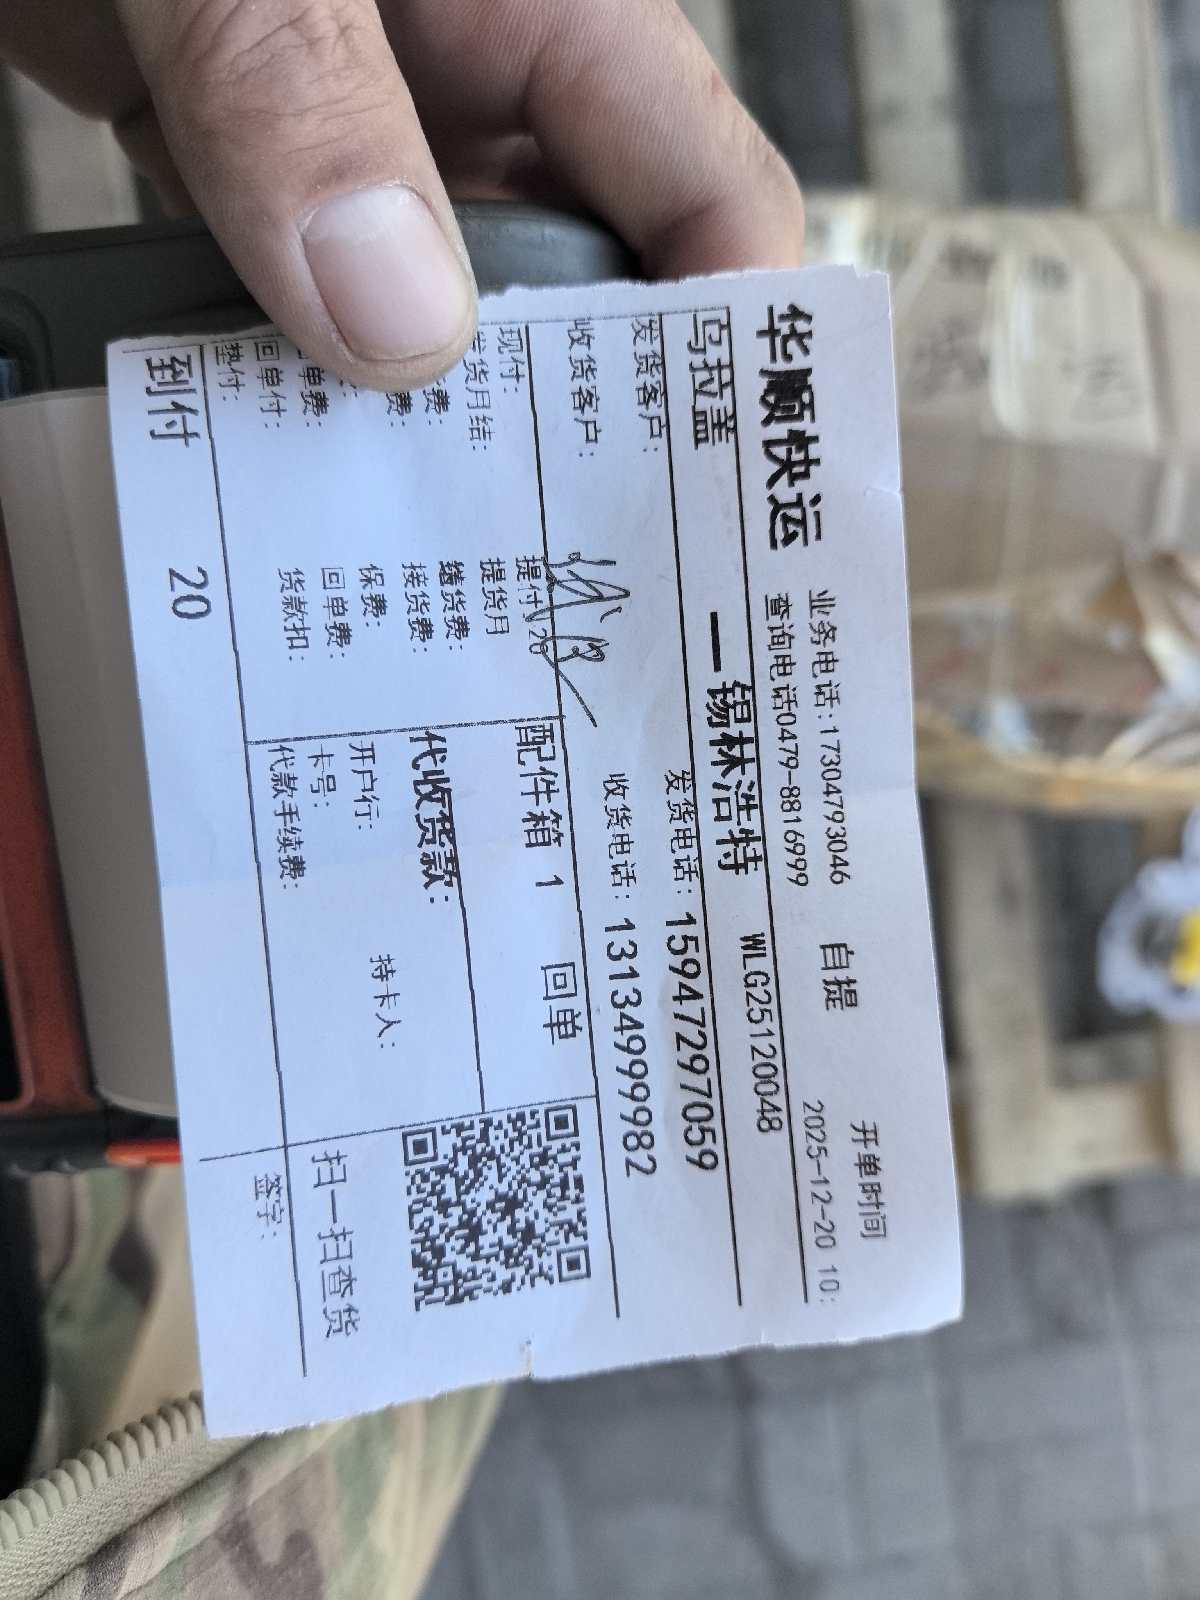 华顺快运 业务电话:17304793046 自提 开单时间
查询电话0479-8816999 2025-12-20 10:
乌拉盖 —锡林浩特 WLG25120048
发货客户: 发货电话:15947297059
收货客户: 收货电话:13134999982
现付: 提付 20 配件箱 1 回单
发货月结: 提货月
费: 送货费: 代收货款:
费: 接货费: 开户行: 持卡人:
保费: 卡号:
单费: 回单费: 代款手续费:
回单付: 货款扣:
垫付:
扫一扫查货
到付 20 签字: